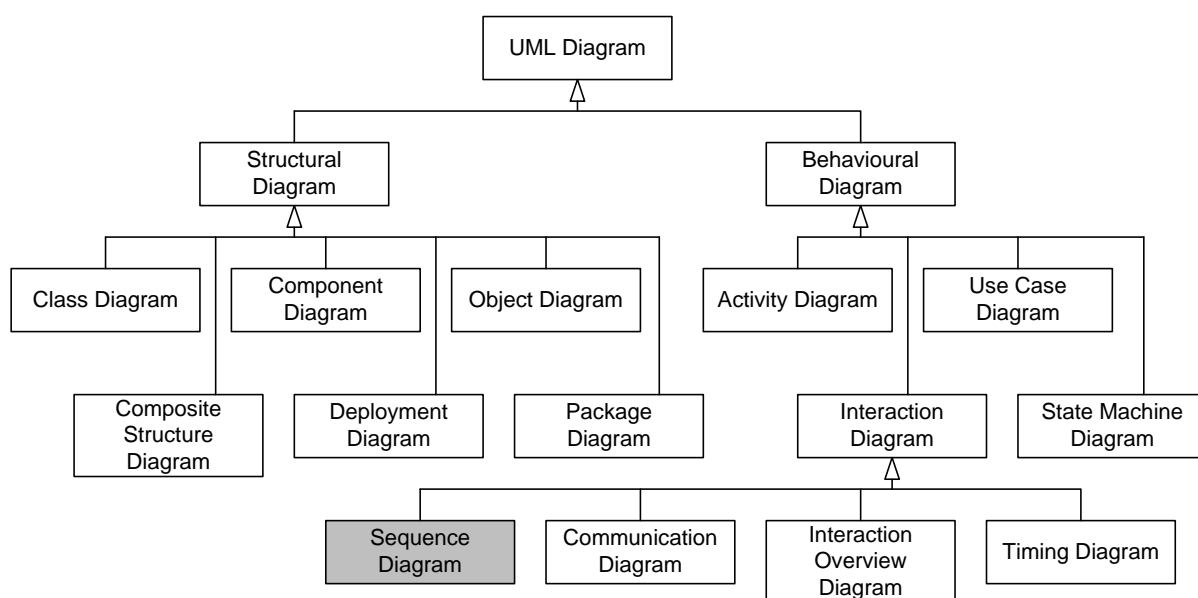 UML Diagram
Structural
Diagram
Behavioural
Diagram
Class Diagram
Component
Diagram
Object Diagram
Activity Diagram
Use Case
Diagram
Composite
Structure
Diagram
Deployment
Diagram
Package
Diagram
Interaction
Diagram
State Machine
Diagram
Sequence
Diagram
Communication
Diagram
Interaction
Overview
Diagram
Timing Diagram